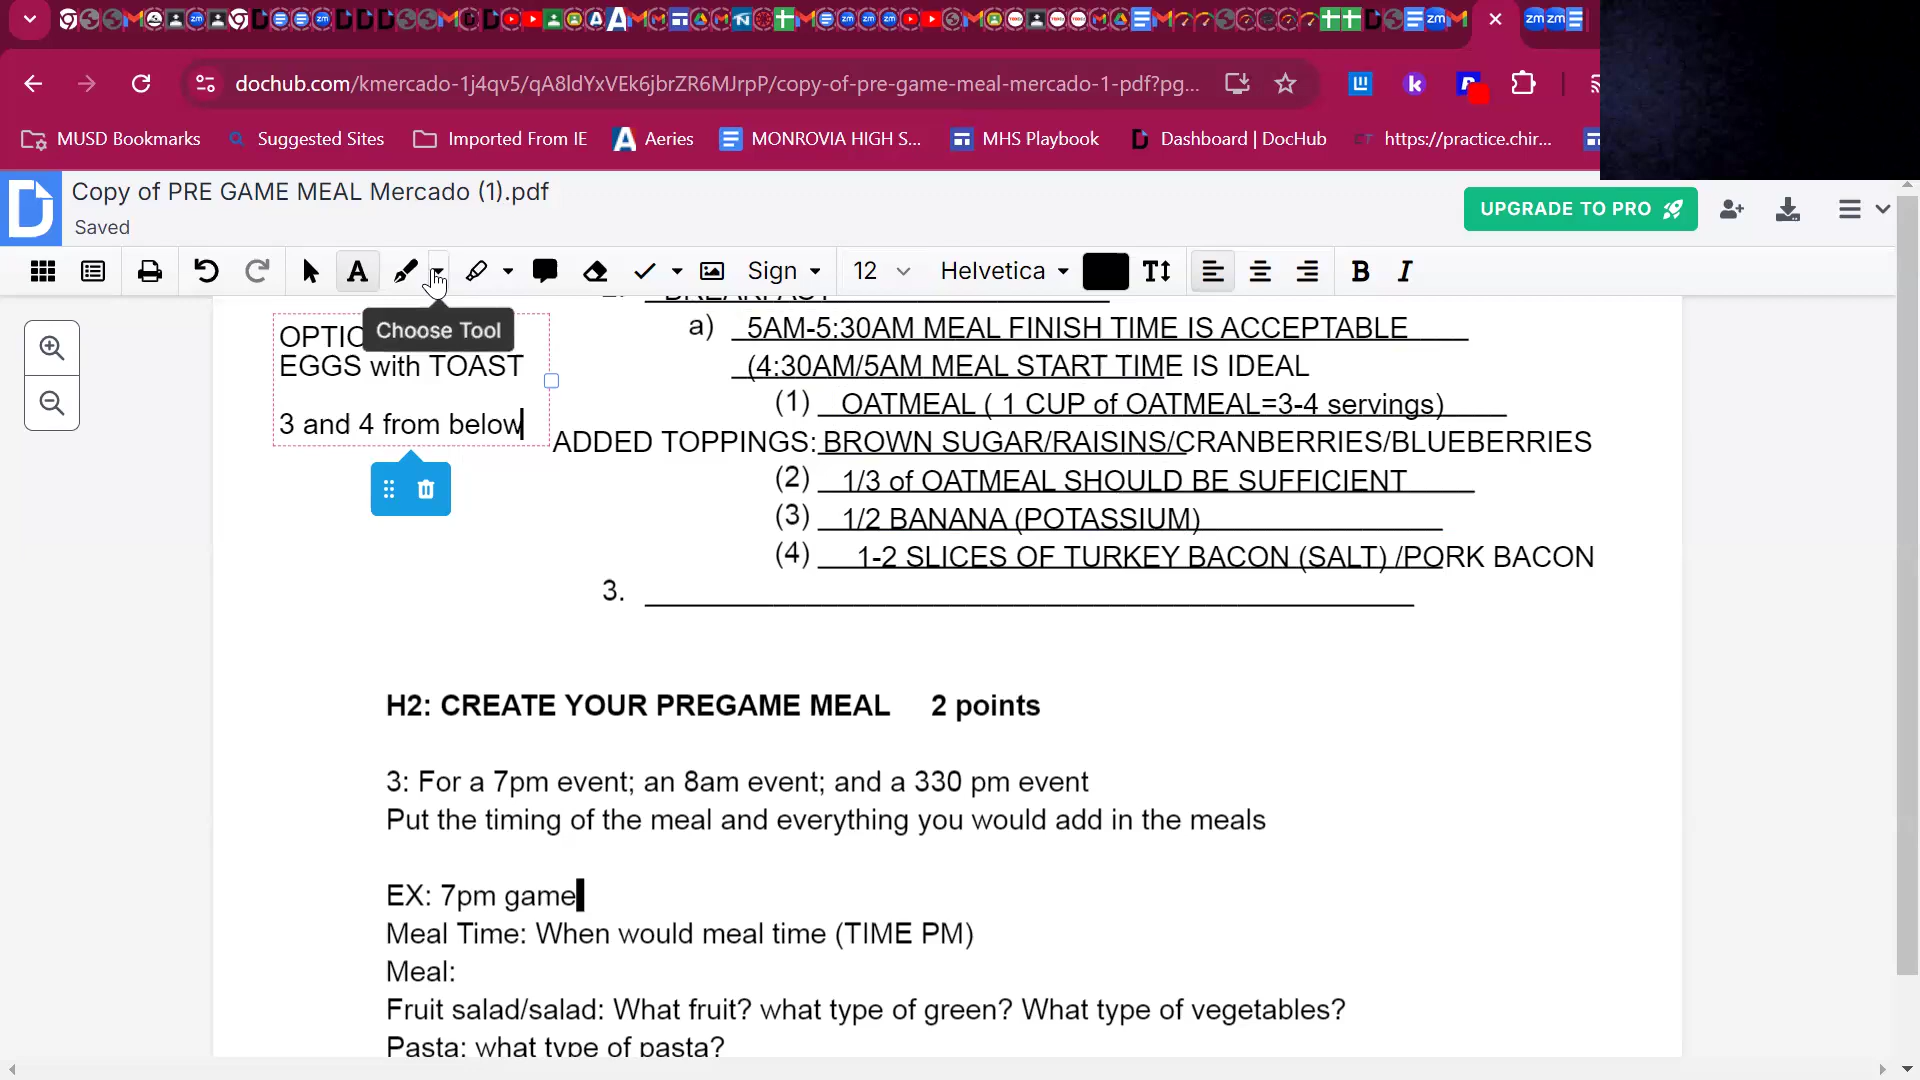 dochub.com/kmercado-1j4qv5/qA8ldYxVEk6jbrZR6MJrpP/copy-of-pre-game-meal-mercado-1-pdf?pg...
MUSD Bookmarks Suggested Sites Imported From IE Aeries MONROVIA HIGH S... MHS Playbook Dashboard | DocHub https://practice.chir...
Copy of PRE GAME MEAL Mercado (1).pdf
Saved
UPGRADE TO PRO
Sign 12 Helvetica
Choose Tool
BREAKFAST
a) 5AM-5:30AM MEAL FINISH TIME IS ACCEPTABLE
EGGS with TOAST
(4:30AM/5AM MEAL START TIME IS IDEAL
(1) OATMEAL ( 1 CUP of OATMEAL=3-4 servings)
3 and 4 from below
ADDED TOPPINGS: BROWN SUGAR/RAISINS/CRANBERRIES/BLUEBERRIES
(2) 1/3 of OATMEAL SHOULD BE SUFFICIENT
(3) 1/2 BANANA (POTASSIUM)
(4) 1-2 SLICES OF TURKEY BACON (SALT) /PORK BACON
3.
H2: CREATE YOUR PREGAME MEAL 2 points
3: For a 7pm event; an 8am event; and a 330 pm event
Put the timing of the meal and everything you would add in the meals
EX: 7pm game
Meal Time: When would meal time (TIME PM)
Meal:
Fruit salad/salad: What fruit? what type of green? What type of vegetables?
Pasta: what type of pasta?